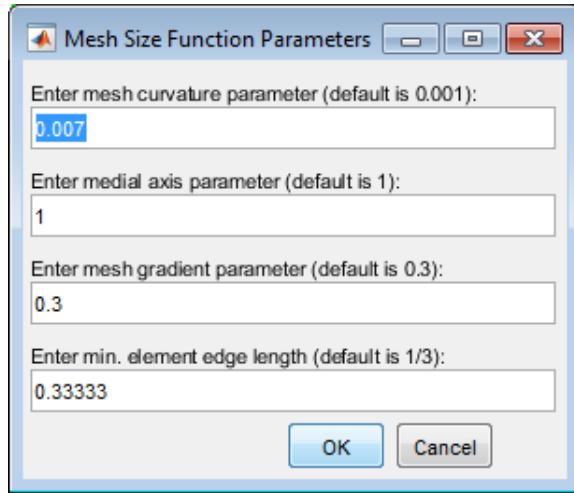 Mesh Size Function Parameters
Enter mesh curvature parameter (default is 0.001):
0.007
Enter medial axis parameter (default is 1):
1
Enter mesh gradient parameter (default is 0.3):
0.3
Enter min. element edge length (default is 1/3):
0.33333
OK Cancel